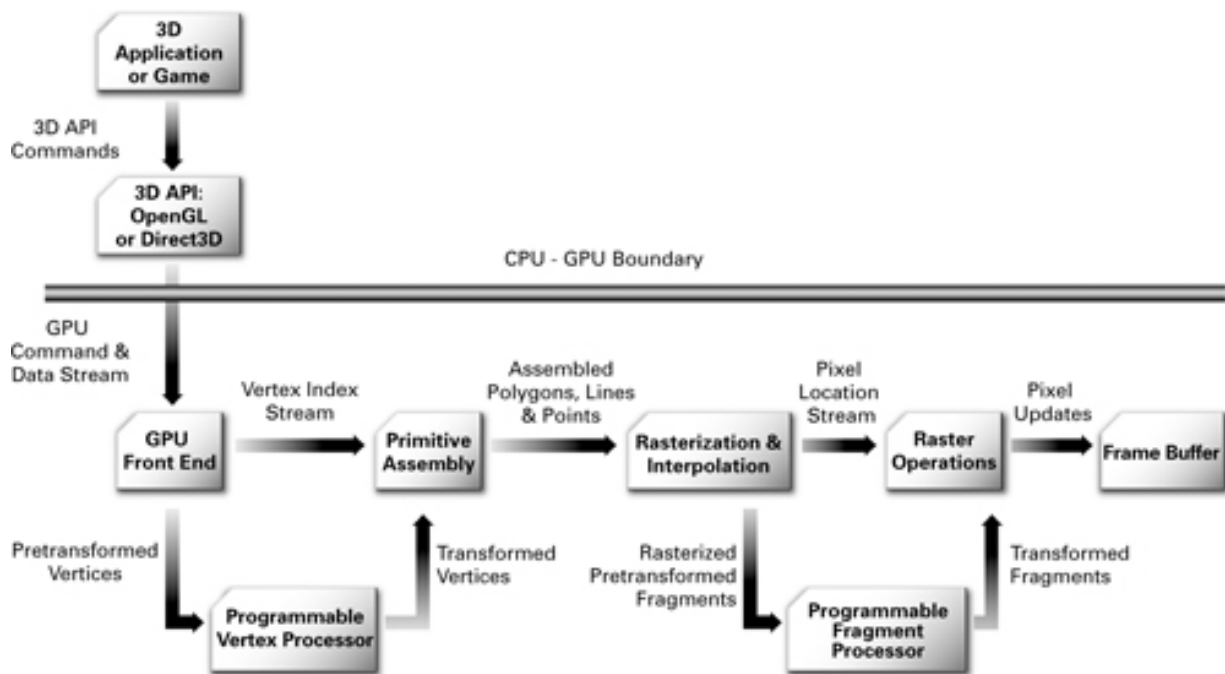 3D
Application
or Game
3D API
Commands
3D API:
OpenGL
or Direct3D
CPU - GPU Boundary
GPU
Command &
Data Stream
Vertex Index
Stream
Assembled
Polygons, Lines
& Points
Pixel
Location
Stream
Pixel
Updates
GPU
Front End
Primitive
Assembly
Rasterization &
Interpolation
Raster
Operations
Frame Buffer
Pretransformed
Vertices
Transformed
Vertices
Rasterized
Pretransformed
Fragments
Transformed
Fragments
Programmable
Vertex Processor
Programmable
Fragment
Processor